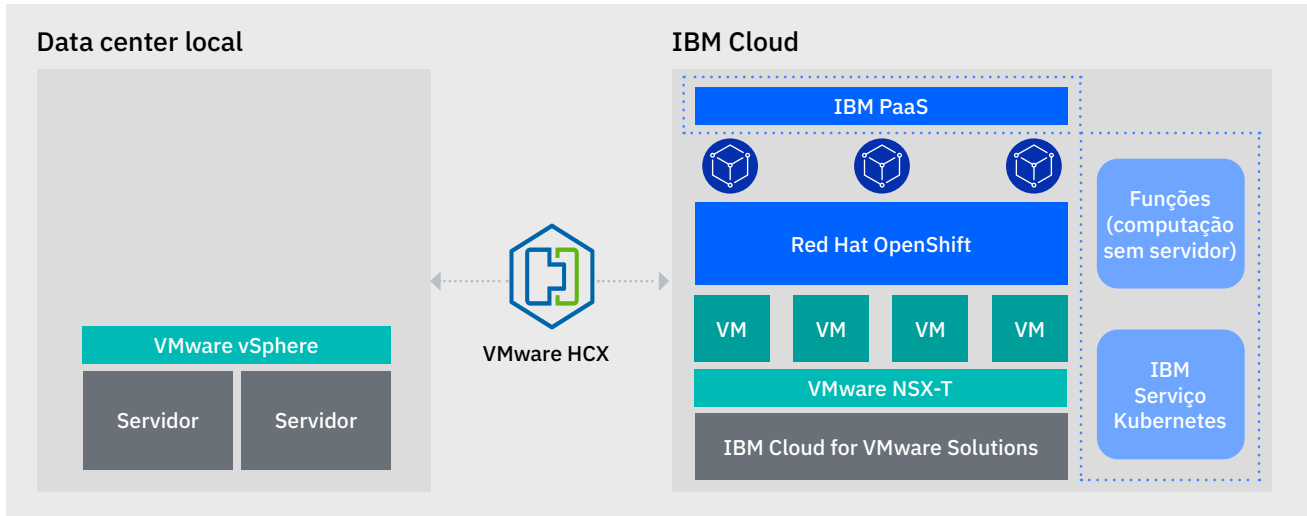 Data center local
VMware vSphere
Servidor
Servidor
VMware HCX
IBM Cloud
IBM PaaS
Red Hat OpenShift
VM
VM
VM
VM
VMware NSX-T
IBM Cloud for VMware Solutions
Funções
(computação
sem servidor)
IBM
Serviço
Kubernetes